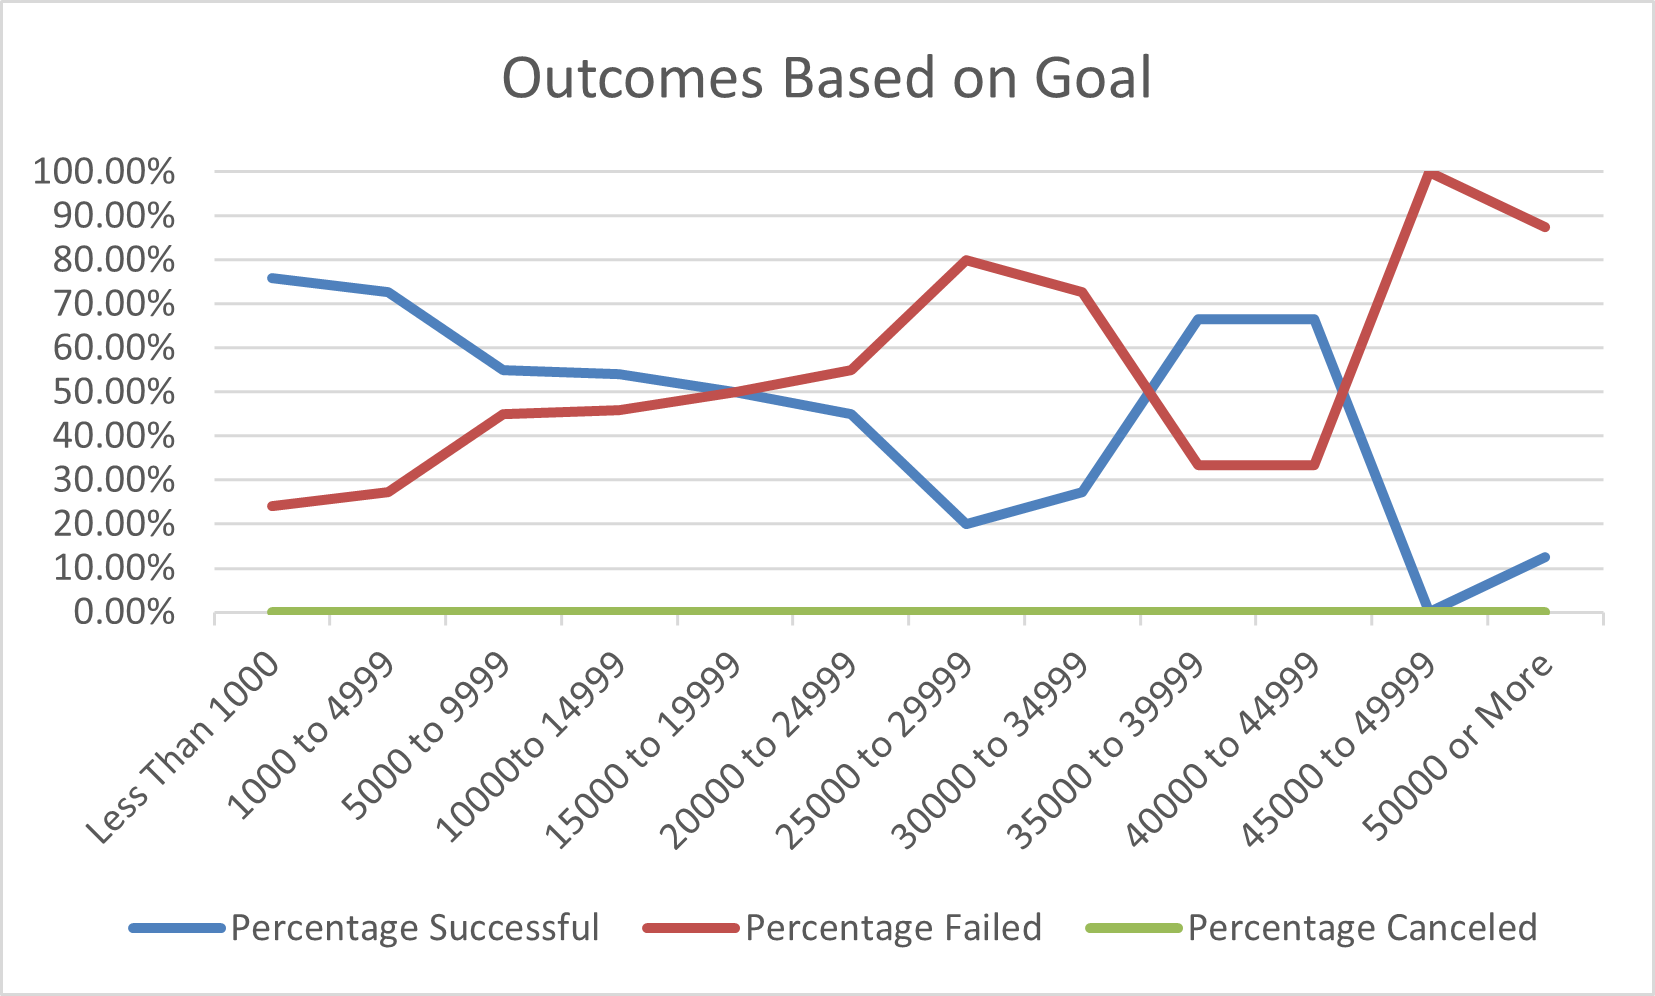 Outcomes Based on Goal
100.00%
90.00%
80.00%
70.00%
60.00%
50.00%
40.00%
30.00%
20.00%
10.00%
0.00%
Less Than 1000
1000 to 4999
5000 to 9999
10000to 14999
15000 to 19999
20000 to 24999
25000 to 29999
30000 to 34999
35000 to 39999
40000 to 44999
45000 to 49999
50000 or More
Percentage Successful
Percentage Failed
Percentage Canceled